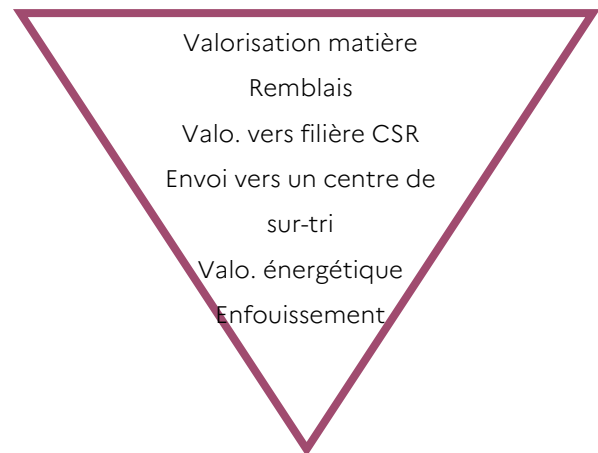 Valorisation matière
Remblais
Valo. vers filière CSR
Envoi vers un centre de
sur-tri
Valo. énergétique
Enfouissement